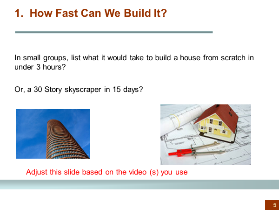 1. How Fast Can We Build It?
In small groups, list what it would take to build a house from scratch in
under 3 hours?
Or, a 30 Story skyscraper in 15 days?
Adjust this slide based on the video (s) you use
5